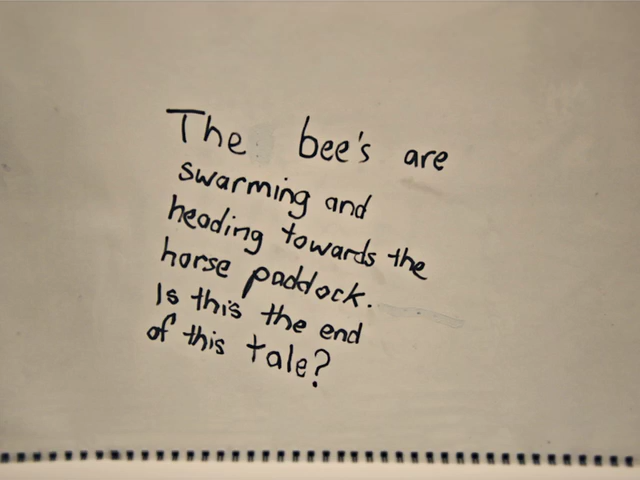 The bee's are
swarming and
heading towards the
horse paddock.
Is this the end
of this tale?